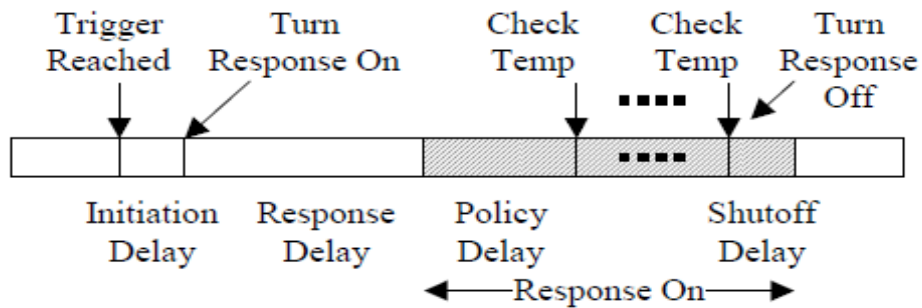 Trigger
Reached
Turn
Response On
Check
Temp
Check
Temp
Turn
Response
Off
Initiation
Delay
Response
Delay
Policy
Delay
Shutoff
Delay
Response On